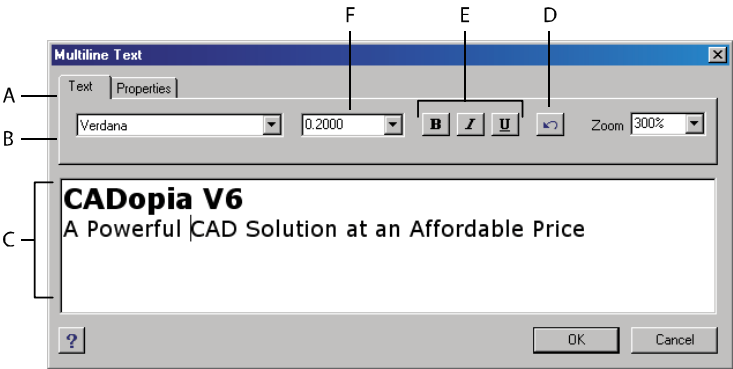 F E D
Multiline Text
A
Text Properties
B
Verdana 0.2000 B I U Zoom 300%
C
CADopia V6
A Powerful CAD Solution at an Affordable Price
? OK Cancel